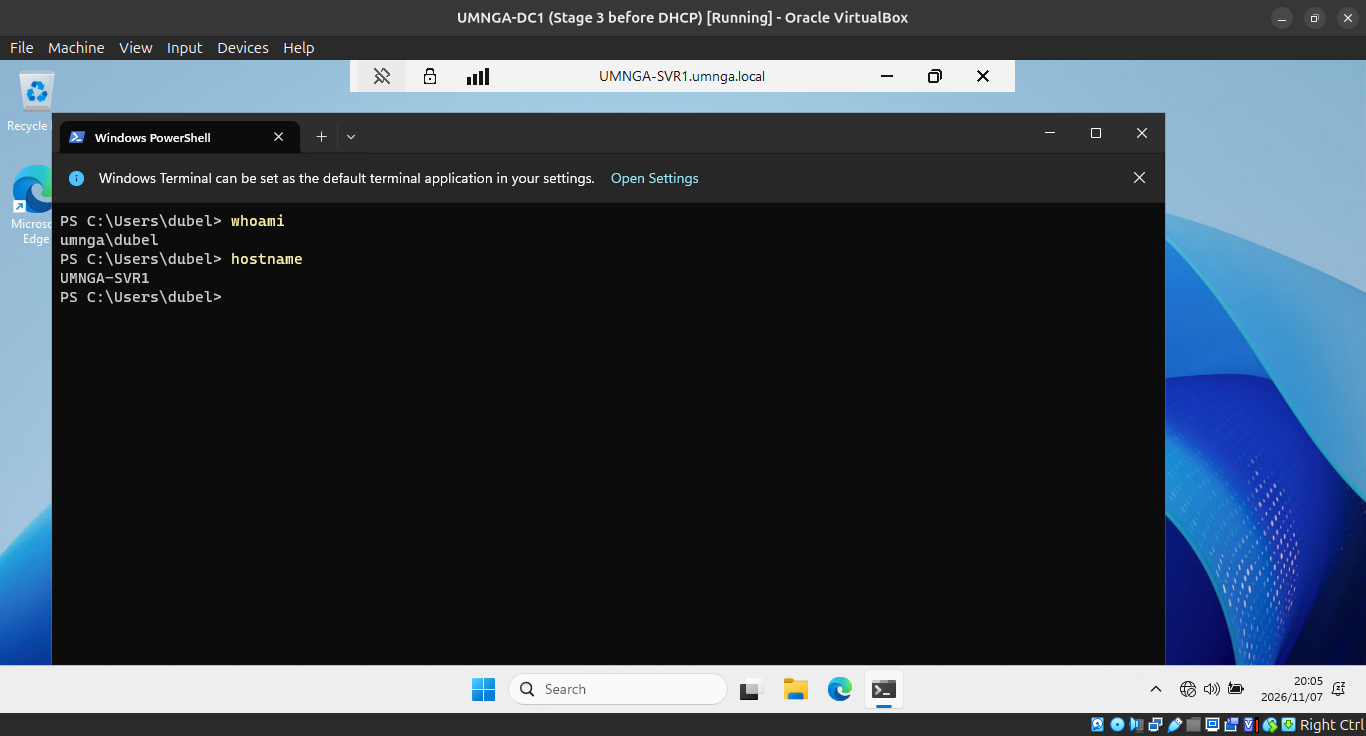 UMNGA-DC1 (Stage 3 before DHCP) [Running] - Oracle VirtualBox
File Machine View Input Devices Help
UMNGA-SVR1.umnga.local
Recycle
Windows PowerShell
Windows Terminal can be set as the default terminal application in your settings. Open Settings
Edge
PS C:\Users\dubel> whoami
umnga\dubel
PS C:\Users\dubel> hostname
UMNGA-SVR1
PS C:\Users\dubel>
Search
20:05
2026/11/07
Right Ctrl